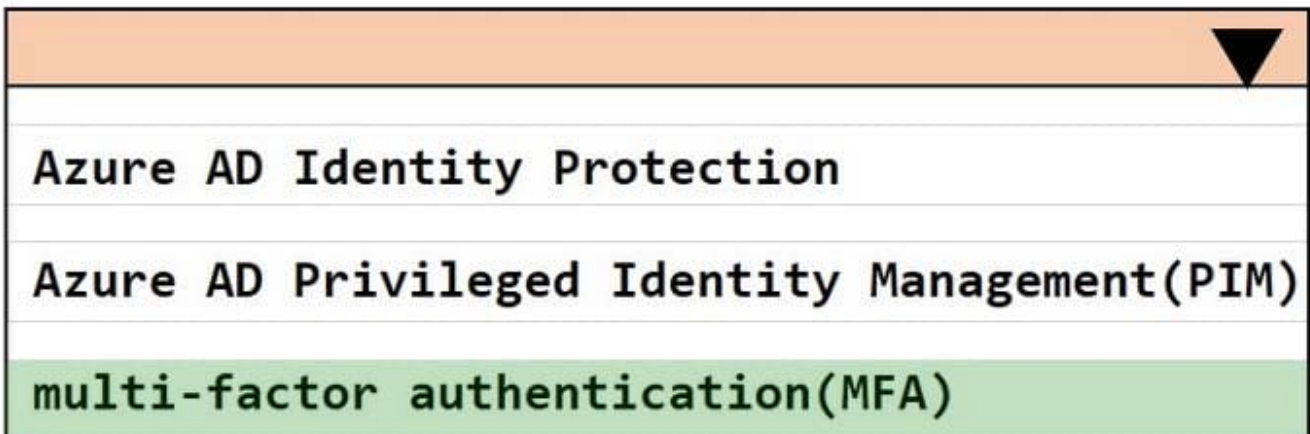 Azure AD Identity Protection
Azure AD Privileged Identity Management(PIM)
multi-factor authentication(MFA)